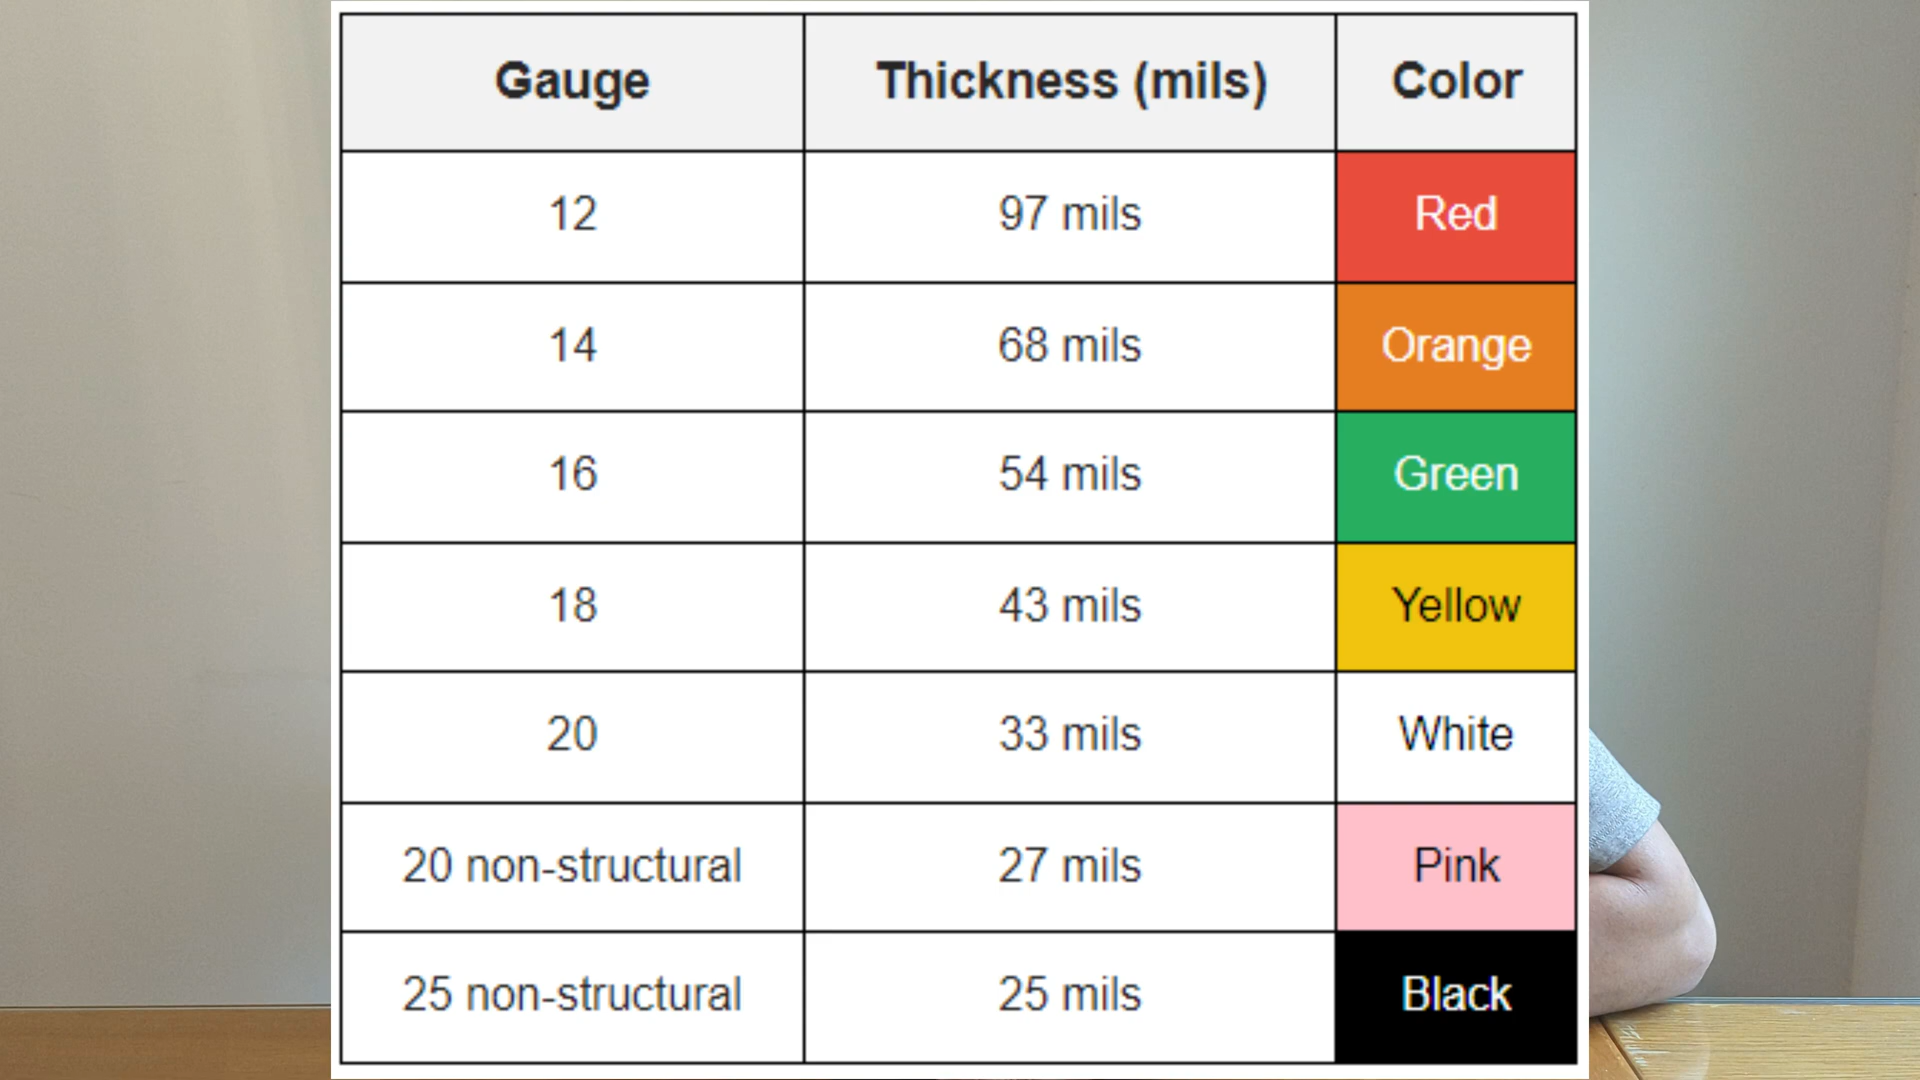 Gauge Thickness (mils) Color
12 97 mils Red
14 68 mils Orange
16 54 mils Green
18 43 mils Yellow
20 33 mils White
20 non-structural 27 mils Pink
25 non-structural 25 mils Black